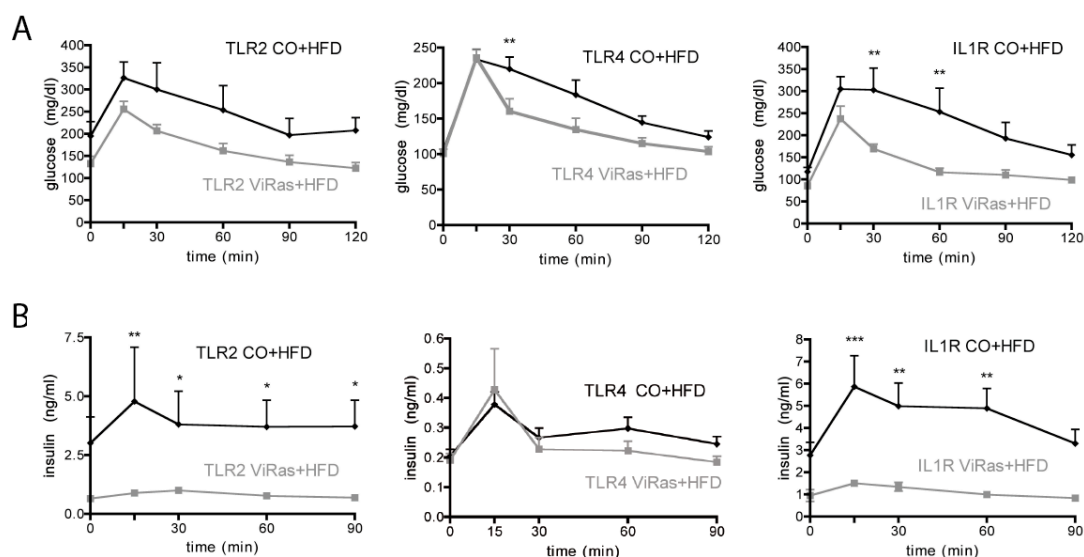 A
TLR2 CO+HFD
TLR2 ViRas+HFD
glucose (mg/dl)
400
350
300
250
200
150
100
50
0
0 30 60 90 120
time (min)
**
TLR4 CO+HFD
TLR4 ViRas+HFD
glucose (mg/dl)
250
200
150
100
50
0
0 30 60 90 120
time (min)
** **
IL1R CO+HFD
IL1R ViRas+HFD
glucose (mg/dl)
400
350
300
250
200
150
100
50
0
0 30 60 90 120
time (min)
B
** * * *
TLR2 CO+HFD
TLR2 ViRas+HFD
insulin (ng/ml)
7.5
5.0
2.5
0.0
0 30 60 90
time (min)
TLR4 CO+HFD
TLR4 ViRas+HFD
insulin (ng/ml)
0.6
0.5
0.4
0.3
0.2
0.1
0.0
0 15 30 60 90
time (min)
*** ** **
IL1R CO+HFD
IL1R ViRas+HFD
insulin (ng/ml)
8
7
6
5
4
3
2
1
0
0 30 60 90
time (min)